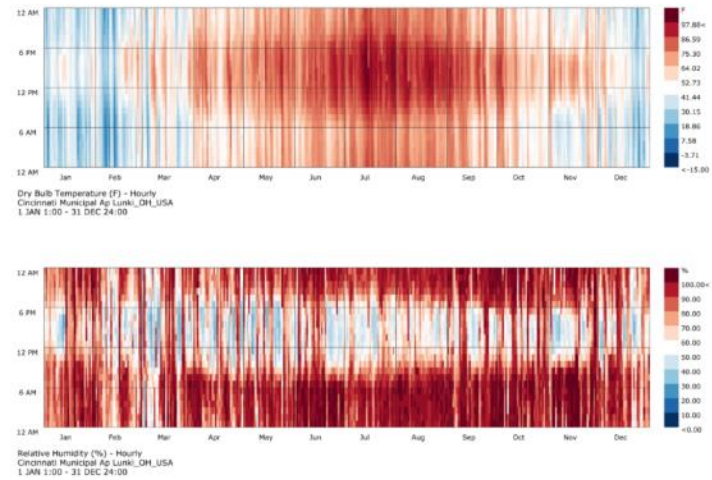 12 AM
6 PM
12 PM
6 AM
12 AM
Jan Feb Mar Apr May Jun Jul Aug Sep Oct Nov Dec
F
97.88<
86.59
75.30
64.02
52.73
41.44
30.15
18.86
7.58
-3.71
<-15.00
Dry Bulb Temperature (F) - Hourly
Cincinnati Municipal Ap Lunki_OH_USA
1 JAN 1:00 - 31 DEC 24:00
12 AM
6 PM
12 PM
6 AM
12 AM
Jan Feb Mar Apr May Jun Jul Aug Sep Oct Nov Dec
%
100.00<
90.00
80.00
70.00
60.00
50.00
40.00
30.00
20.00
10.00
<0.00
Relative Humidity (%) - Hourly
Cincinnati Municipal Ap Lunki_OH_USA
1 JAN 1:00 - 31 DEC 24:00